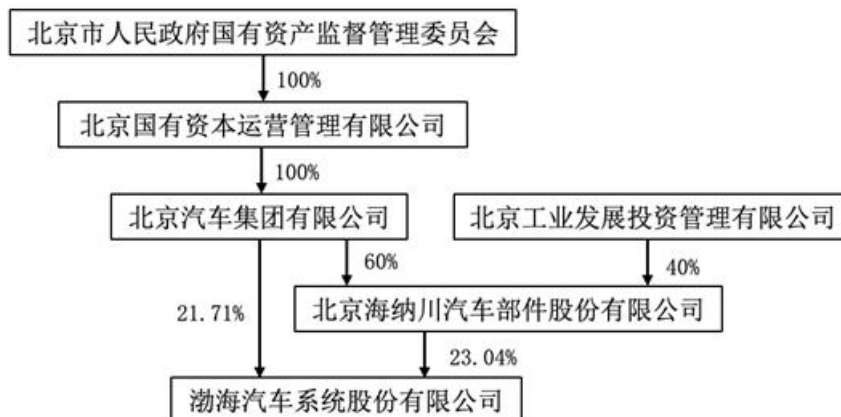 北京市人民政府国有资产监督管理委员会
100%
北京国有资本运营管理有限公司
100%
北京汽车集团有限公司
北京工业发展投资管理有限公司
60%
40%
21.71%
北京海纳川汽车部件股份有限公司
23.04%
渤海汽车系统股份有限公司